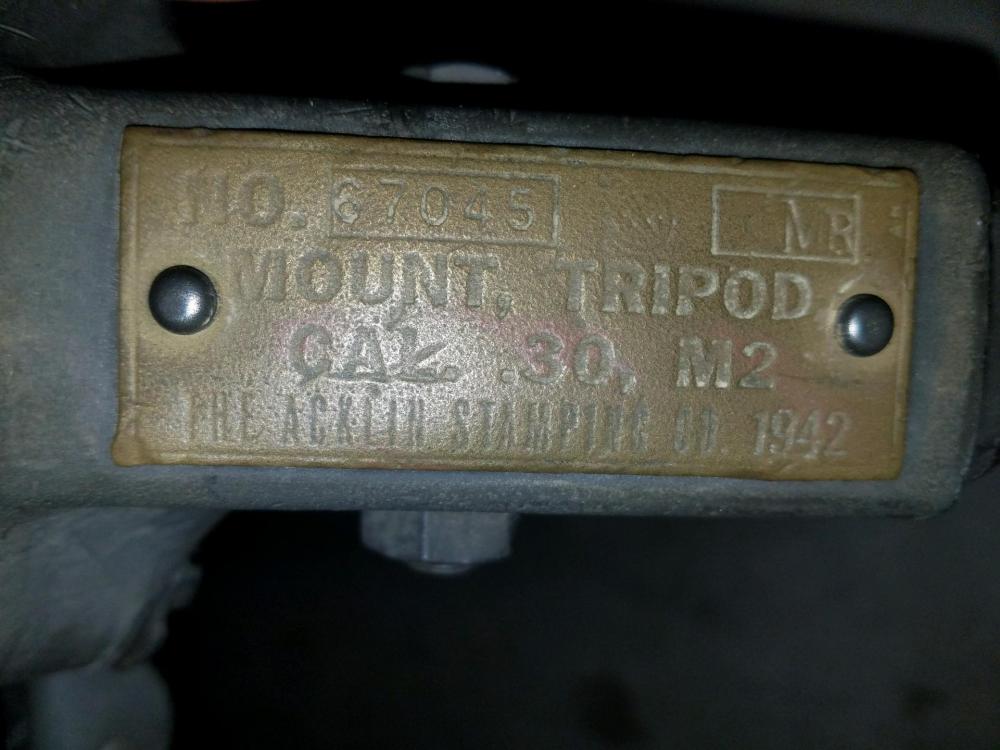 NO. 67045 MR
MOUNT, TRIPOD
CAL. .30, M2
THE ACKLIN STAMPING CO. 1942